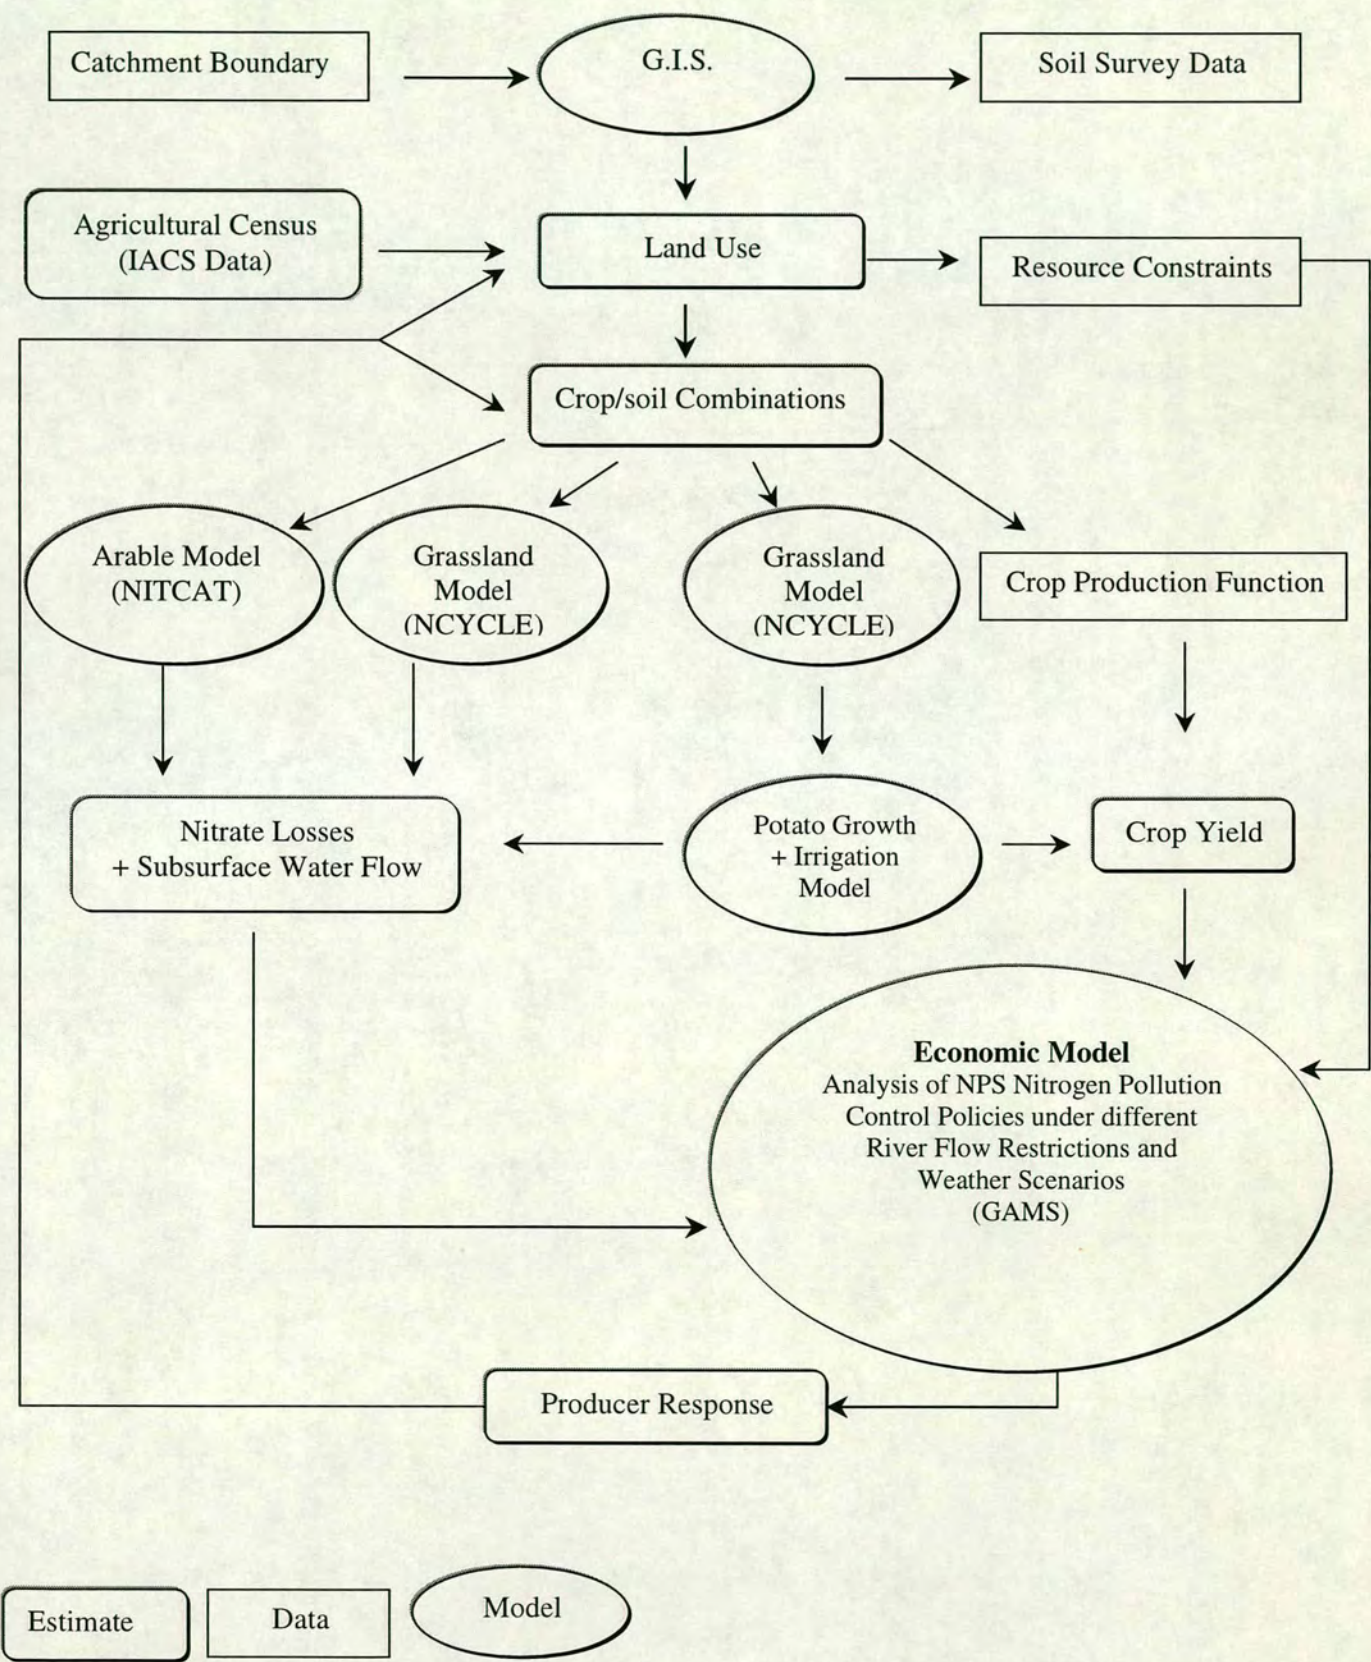 Catchment Boundary
G.I.S.
Soil Survey Data
Agricultural Census
(IACS Data)
Land Use
Resource Constraints
Crop/soil Combinations
Arable Model
(NITCAT)
Grassland
Model
(NCYCLE)
Grassland
Model
(NCYCLE)
Crop Production Function
Nitrate Losses
+ Subsurface Water Flow
Potato Growth
+ Irrigation
Model
Crop Yield
Economic Model
Analysis of NPS Nitrogen Pollution
Control Policies under different
River Flow Restrictions and
Weather Scenarios
(GAMS)
Producer Response
Estimate
Data
Model